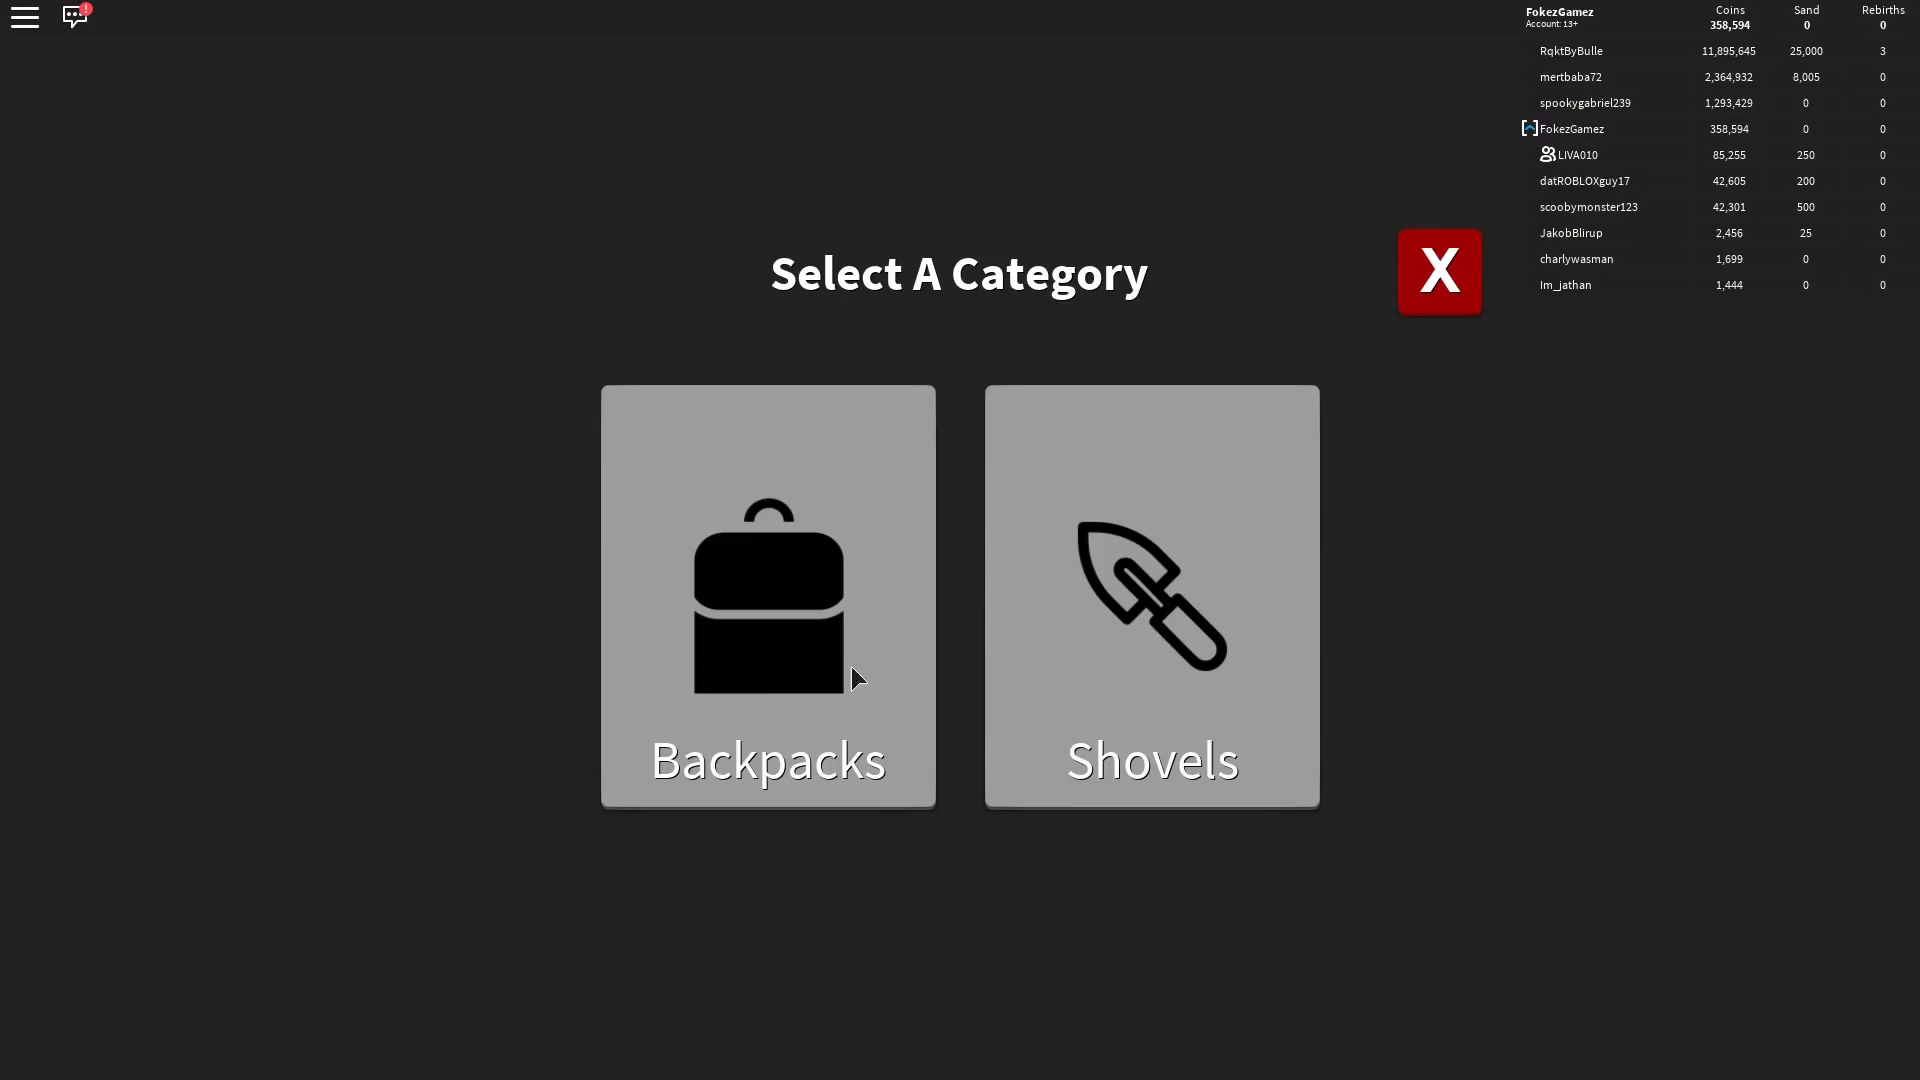 FokezGamez Coins Sand Rebirths
Account: 13+ 358,594 0 0
RqktByBulle 11,895,645 25,000 3
mertbaba72 2,364,932 8,005 0
spookygabriel239 1,293,429 0 0
FokezGamez 358,594 0 0
LIVA010 85,255 250 0
datROBLOXguy17 42,605 200 0
scoobymonster123 42,301 500 0
JakobBlirup 2,456 25 0
charlywasman 1,699 0 0
Im_jathan 1,444 0 0
Select A Category X
Backpacks Shovels